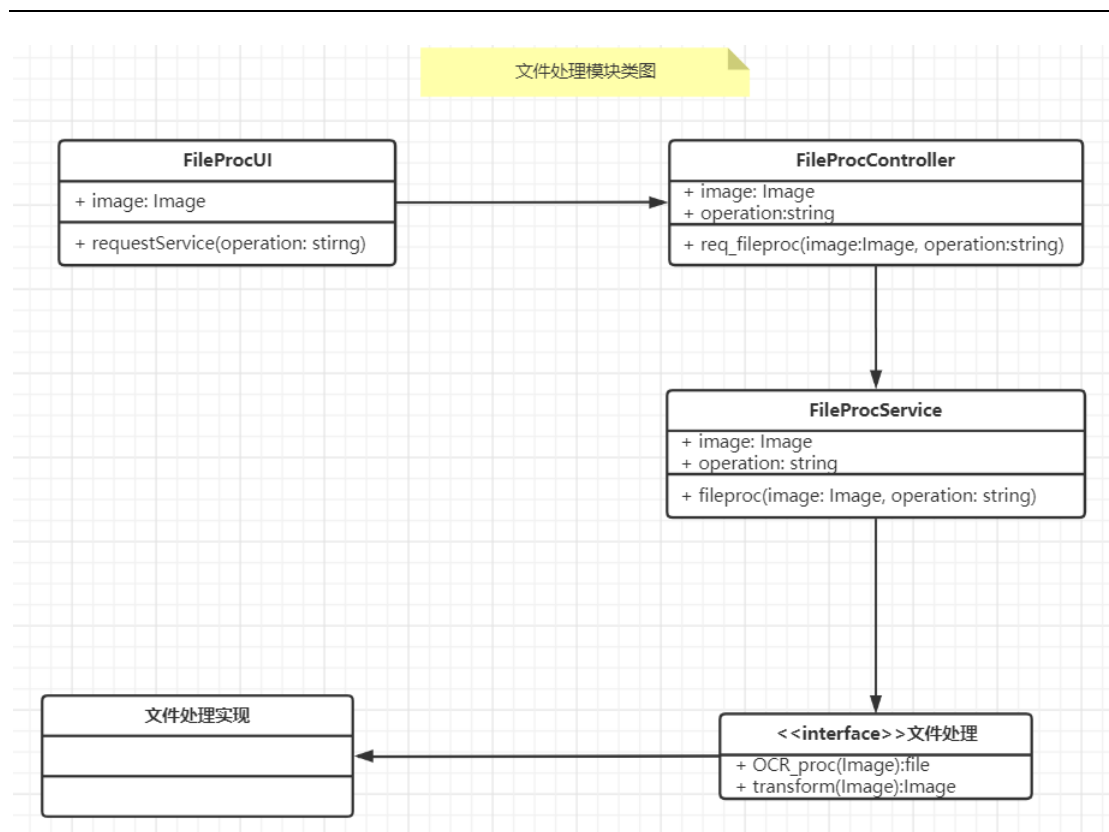 文件处理模块类图
FileProcUI
+ image: Image
+ requestService(operation: stirng)
FileProcController
+ image: Image
+ operation:string
+ req_fileproc(image:Image, operation:string)
FileProcService
+ image: Image
+ operation: string
+ fileproc(image: Image, operation: string)
文件处理实现
<<interface>>文件处理
+ OCR_proc(Image):file
+ transform(Image):Image